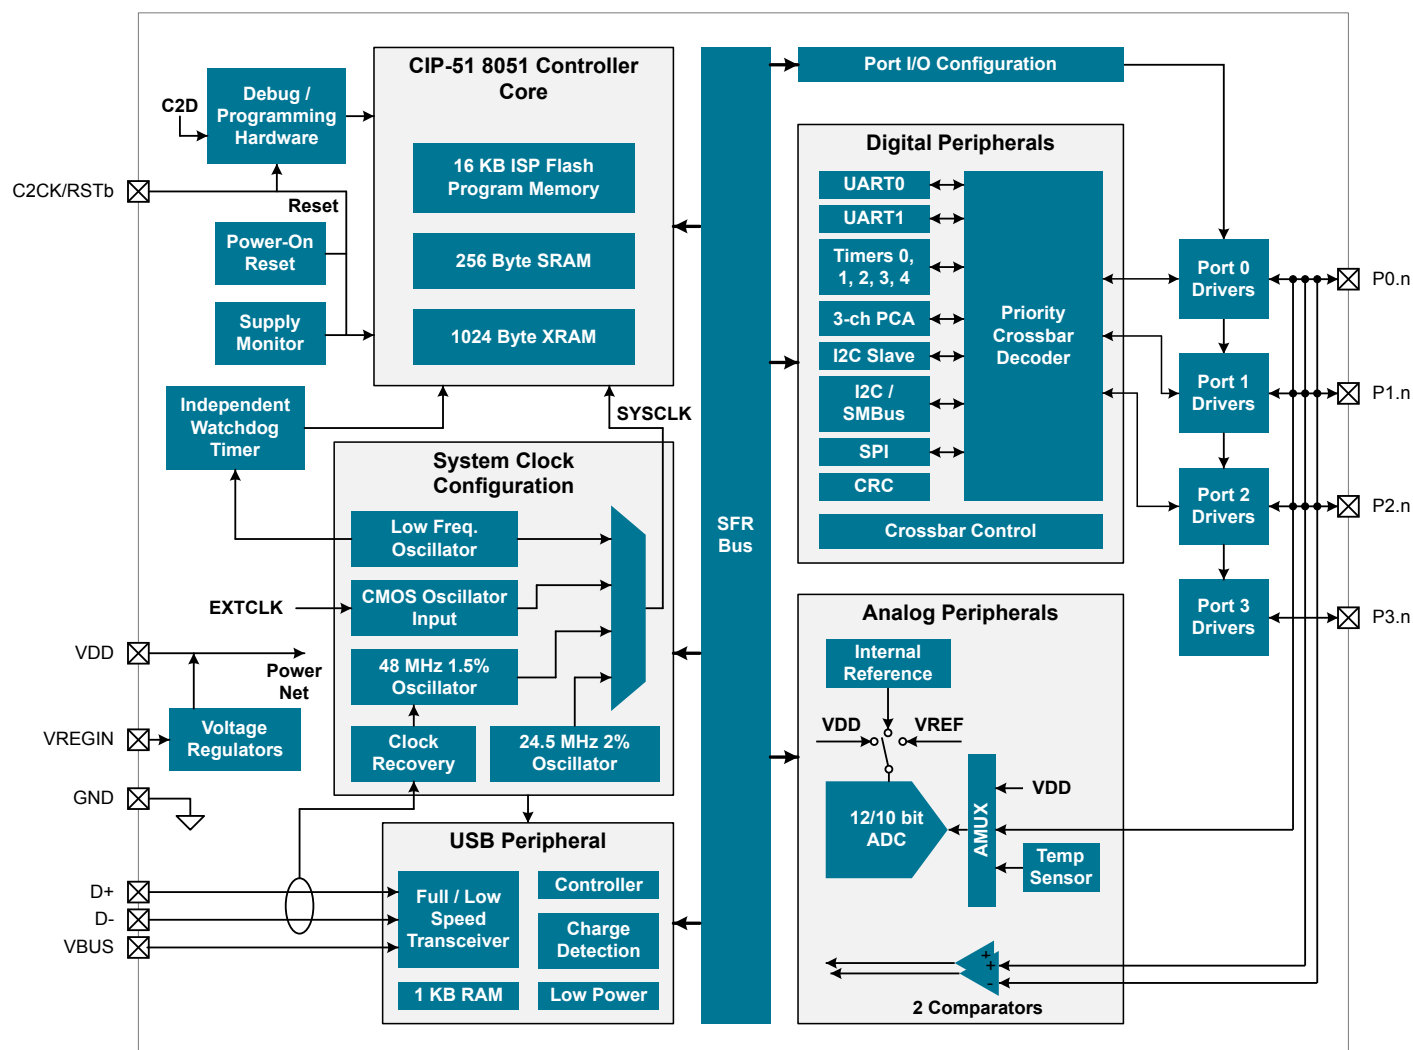 CIP-51 8051 Controller
Core
16 KB ISP Flash
Program Memory
256 Byte SRAM
1024 Byte XRAM
Debug /
Programming
Hardware
C2D
C2CK/RSTb
Reset
Power-On
Reset
Supply
Monitor
Independent
Watchdog
Timer
SYSCLK
System Clock
Configuration
Low Freq.
Oscillator
EXTCLK
CMOS Oscillator
Input
48 MHz 1.5%
Oscillator
Clock
Recovery
24.5 MHz 2%
Oscillator
VDD
Power
Net
VREGIN
Voltage
Regulators
GND
USB Peripheral
D+
D-
VBUS
Full / Low
Speed
Transceiver
1 KB RAM
Controller
Charge
Detection
Low Power
SFR
Bus
Port I/O Configuration
Digital Peripherals
UART0
UART1
Timers 0,
1, 2, 3, 4
3-ch PCA
I2C Slave
I2C /
SMBus
SPI
CRC
Priority
Crossbar
Decoder
Crossbar Control
Port 0
Drivers
P0.n
Port 1
Drivers
P1.n
Port 2
Drivers
P2.n
Port 3
Drivers
P3.n
Analog Peripherals
Internal
Reference
VDD
VREF
12/10 bit
ADC
AMUX
VDD
Temp
Sensor
+
+
-
2 Comparators